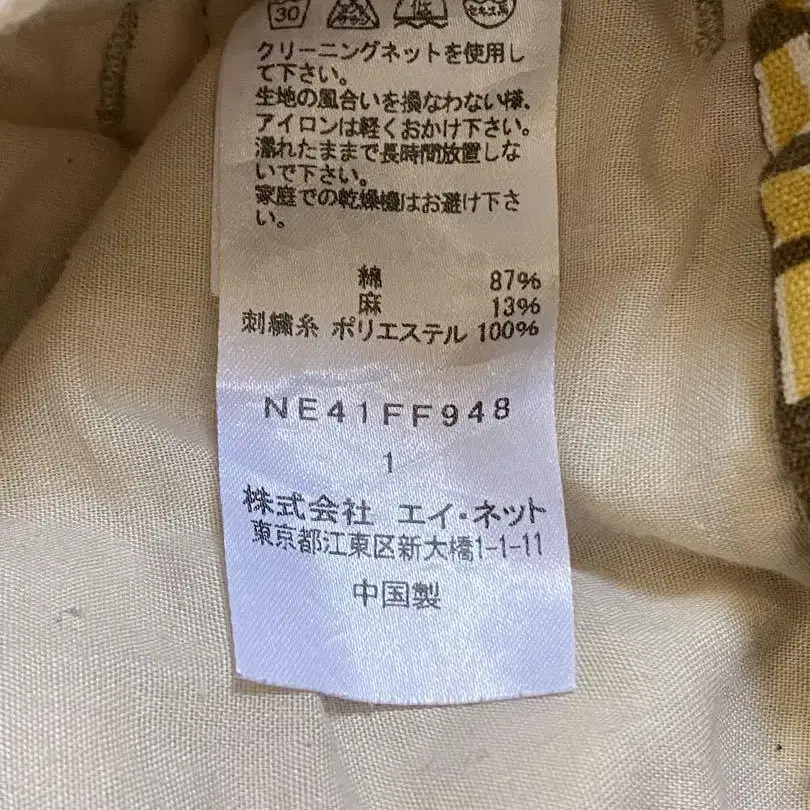 30
クリーニングネットを使用し
て下さい。
生地の風合いを損なわない様、
アイロンは軽くおかけ下さい。
濡れたままで長時間放置しな
いで下さい。
家庭での乾燥機はお避け下さ
い。
綿 87%
麻 13%
刺繍糸 ポリエステル 100%
NE41FF948
1
株式会社 エイ・ネット
東京都江東区新大橋1-1-11
中国製